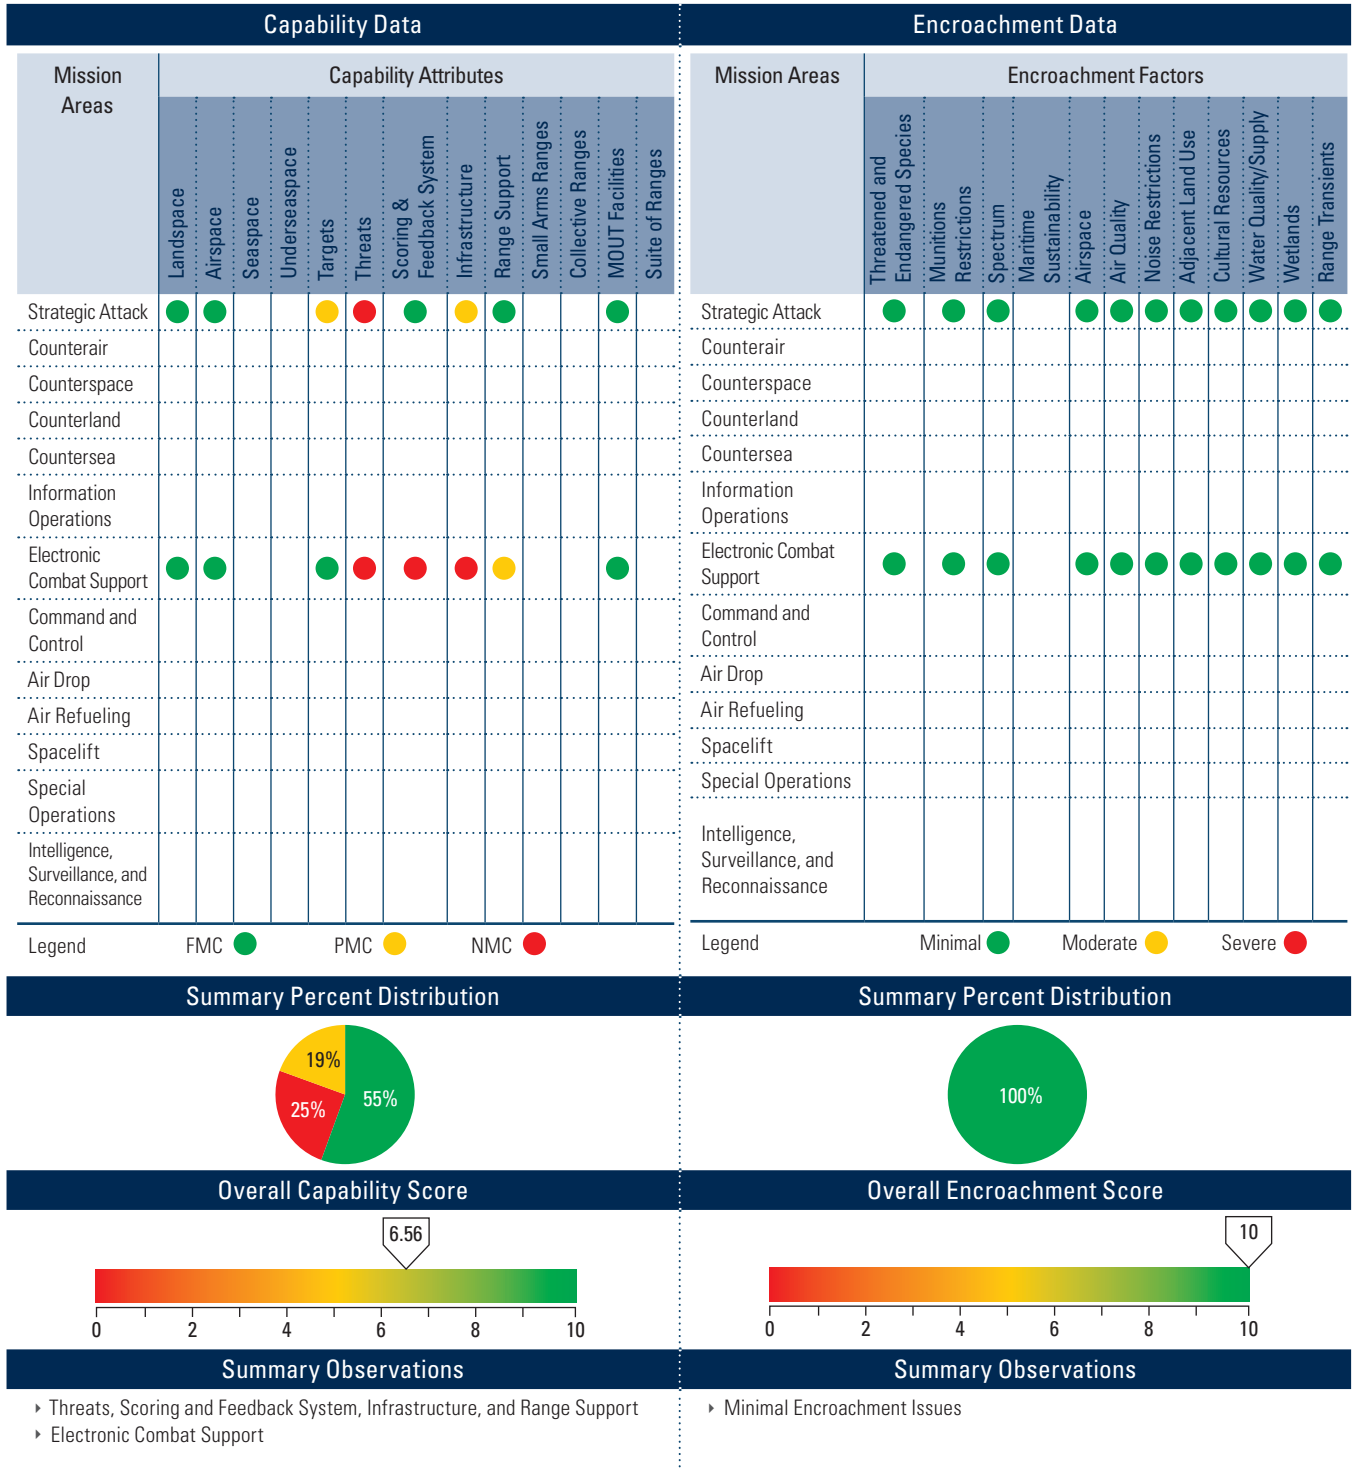 Capability Data
Mission
Areas
Capability Attributes
Landspace
Airspace
Seaspace
Underseaspace
Targets
Threats
Scoring &
Feedback System
Infrastructure
Range Support
Small Arms Ranges
Collective Ranges
MOUT Facilities
Suite of Ranges
Strategic Attack
Counterair
Counterspace
Counterland
Countersea
Information
Operations
Electronic
Combat Support
Command and
Control
Air Drop
Air Refueling
Spacelift
Special
Operations
Intelligence,
Surveillance, and
Reconnaissance
Legend
FMC
PMC
NMC
Summary Percent Distribution
19%
25%
55%
Overall Capability Score
6.56
0
2
4
6
8
10
Summary Observations
‣ Threats, Scoring and Feedback System, Infrastructure, and Range Support
‣ Electronic Combat Support
Encroachment Data
Mission Areas
Encroachment Factors
Threatened and
Endangered Species
Munitions
Restrictions
Spectrum
Maritime
Sustainability
Airspace
Air Quality
Noise Restrictions
Adjacent Land Use
Cultural Resources
Water Quality/Supply
Wetlands
Range Transients
Strategic Attack
Counterair
Counterspace
Counterland
Countersea
Information
Operations
Electronic Combat
Support
Command and
Control
Air Drop
Air Refueling
Spacelift
Special Operations
Intelligence,
Surveillance, and
Reconnaissance
Legend
Minimal
Moderate
Severe
Summary Percent Distribution
100%
Overall Encroachment Score
10
0
2
4
6
8
10
Summary Observations
‣ Minimal Encroachment Issues